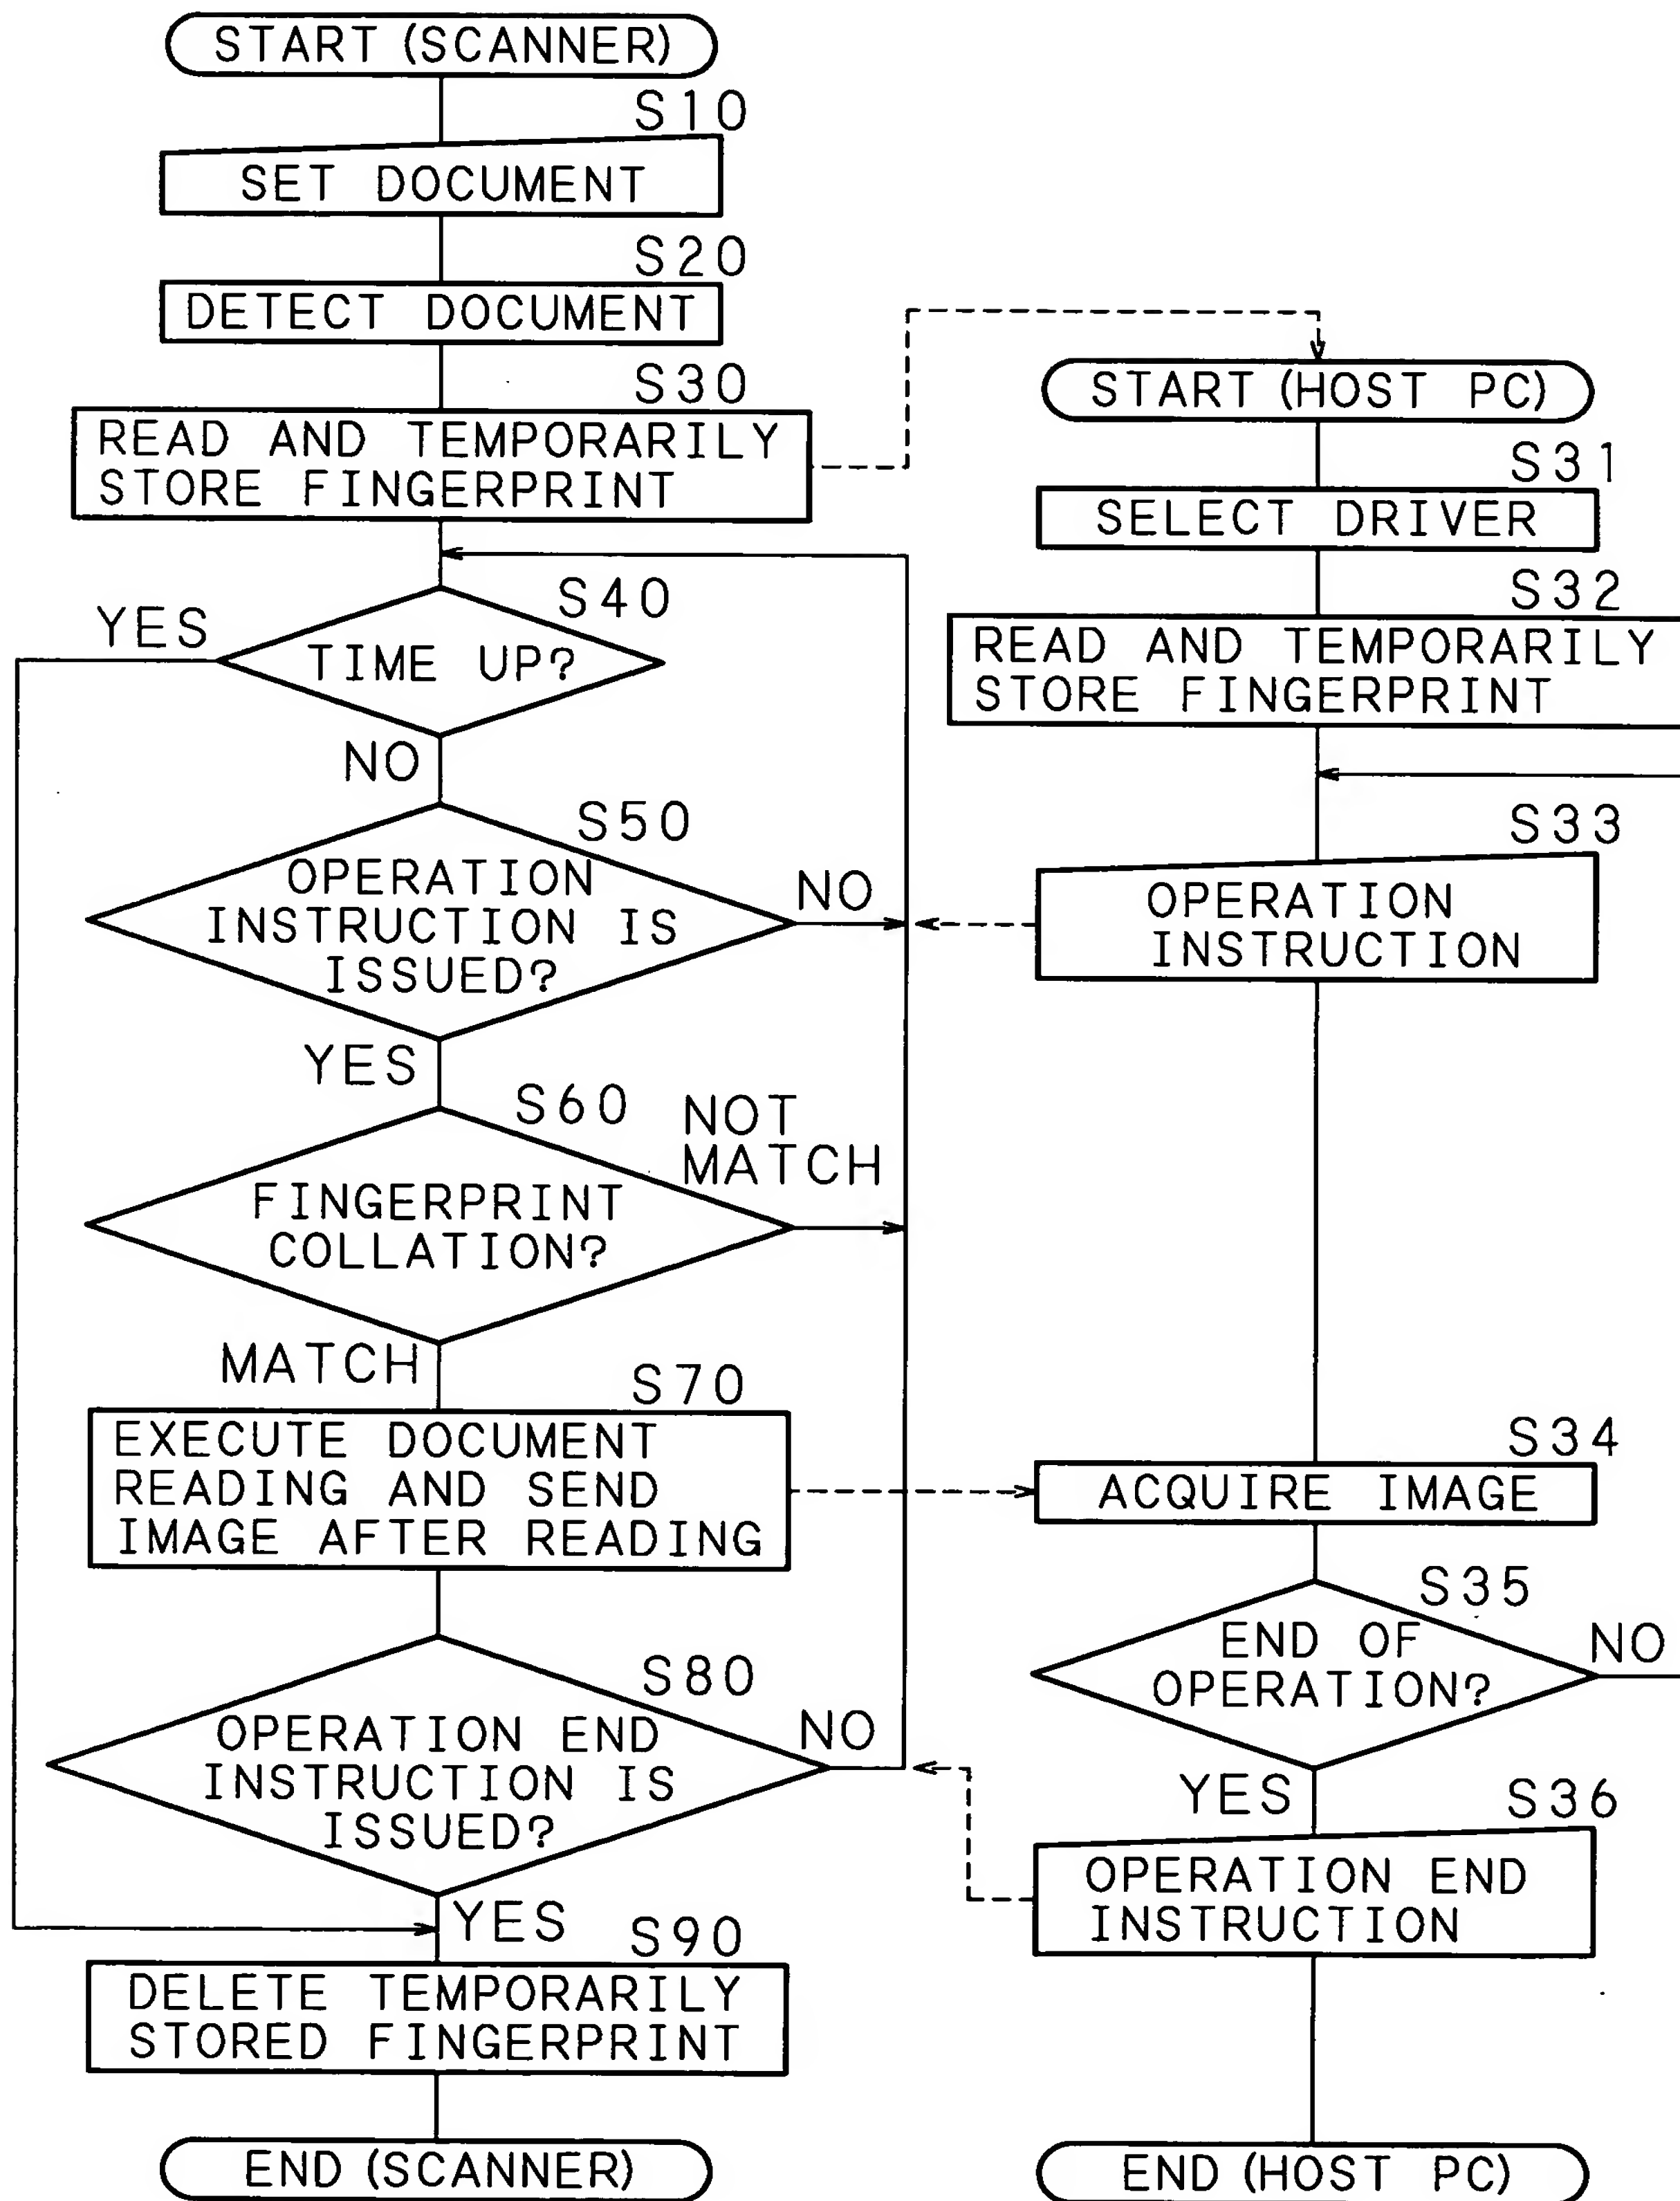 START (SCANNER)
S10
SET DOCUMENT
S20
DETECT DOCUMENT
S30
READ AND TEMPORARILY
STORE FINGERPRINT
S40
YES
TIME UP?
NO
S50
OPERATION
INSTRUCTION IS
ISSUED?
NO
YES
S60
NOT
MATCH
FINGERPRINT
COLLATION?
MATCH
S70
EXECUTE DOCUMENT
READING AND SEND
IMAGE AFTER READING
S80
OPERATION END
INSTRUCTION IS
ISSUED?
NO
YES
S90
DELETE TEMPORARILY
STORED FINGERPRINT
END (SCANNER)
START (HOST PC)
S31
SELECT DRIVER
S32
READ AND TEMPORARILY
STORE FINGERPRINT
S33
OPERATION
INSTRUCTION
S34
ACQUIRE IMAGE
S35
END OF
OPERATION?
NO
YES
S36
OPERATION END
INSTRUCTION
END (HOST PC)